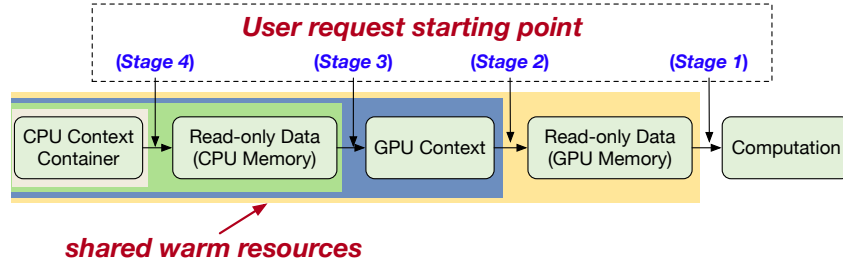 User request starting point
(Stage 4) (Stage 3) (Stage 2) (Stage 1)
CPU Context
Container
Read-only Data
(CPU Memory)
GPU Context
Read-only Data
(GPU Memory)
Computation
shared warm resources